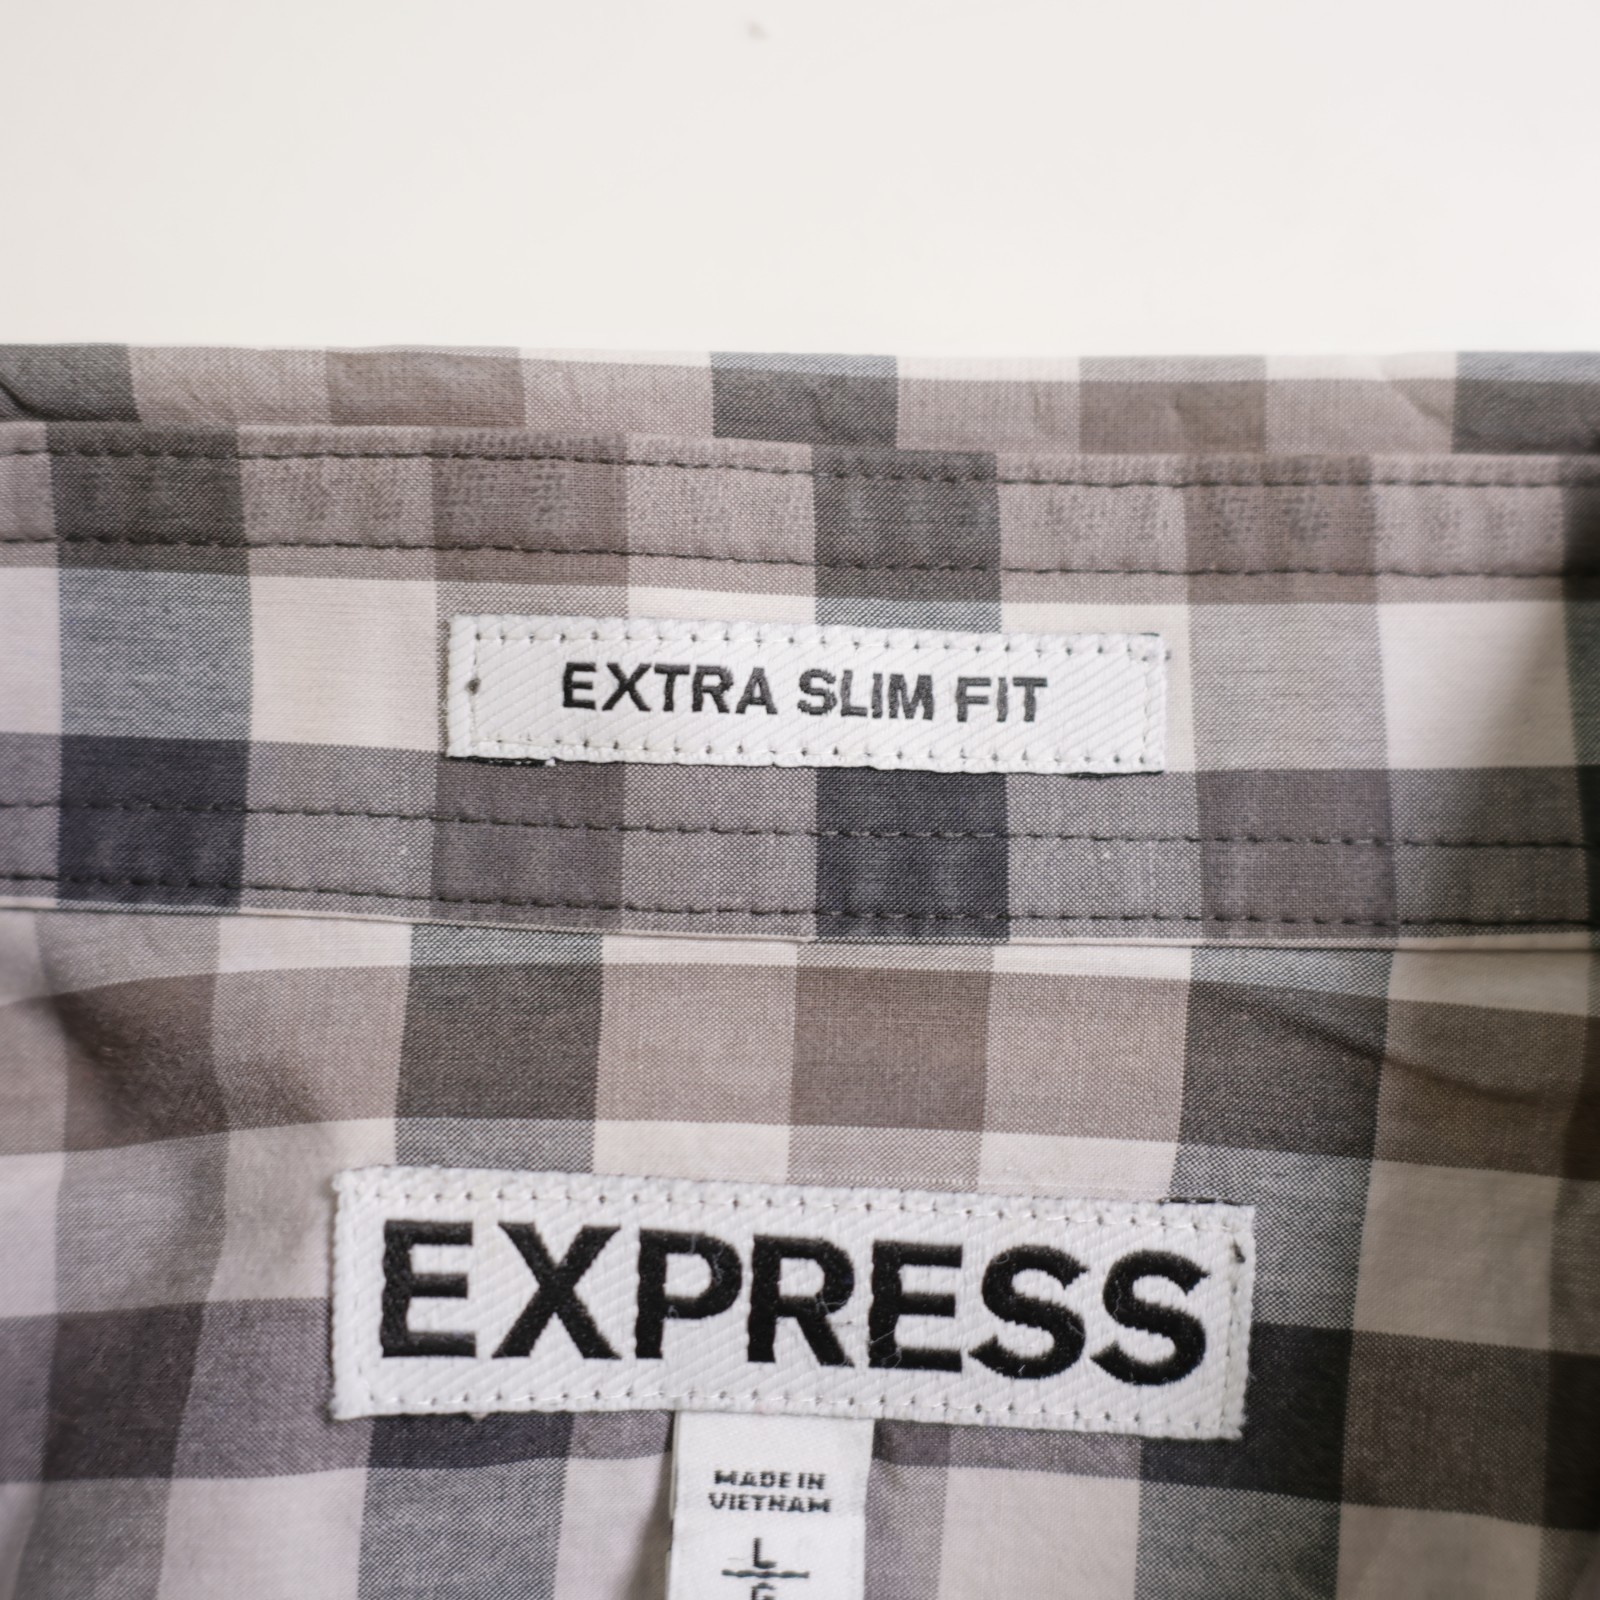 EXTRA SLIM FIT
EXPRESS
MADE IN
VIETNAM
L